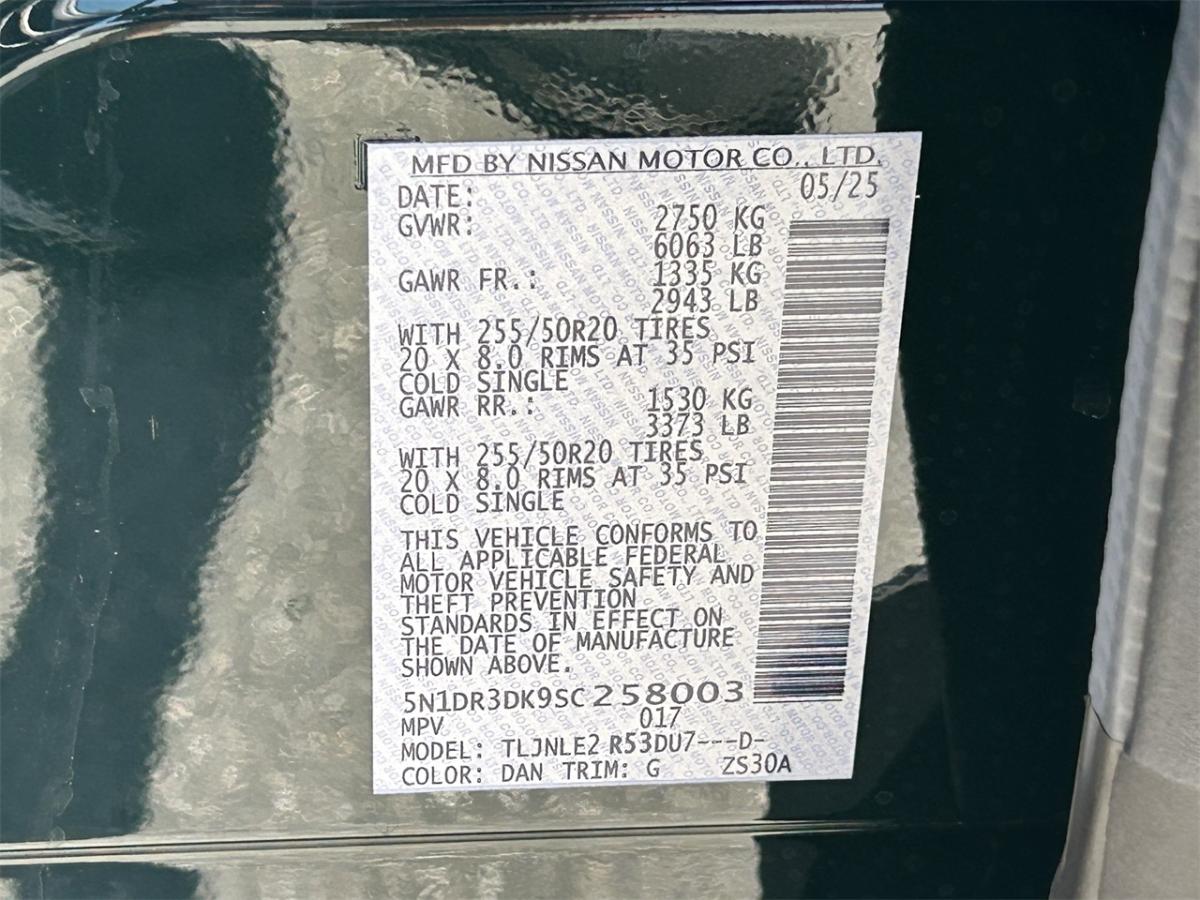 MFD BY NISSAN MOTOR CO., LTD.
DATE: 05/25
GVWR: 2750 KG
6063 LB
GAWR FR.: 1335 KG
2943 LB
WITH 255/50R20 TIRES
20 X 8.0 RIMS AT 35 PSI
COLD SINGLE
GAWR RR.: 1530 KG
3373 LB
WITH 255/50R20 TIRES
20 X 8.0 RIMS AT 35 PSI
COLD SINGLE
THIS VEHICLE CONFORMS TO
ALL APPLICABLE FEDERAL
MOTOR VEHICLE SAFETY AND
THEFT PREVENTION
STANDARDS IN EFFECT ON
THE DATE OF MANUFACTURE
SHOWN ABOVE.
5N1DR3DK9SC258003
MPV 017
MODEL: TLJNLE2 R53DU7---D-
COLOR: DAN TRIM: G ZS30A